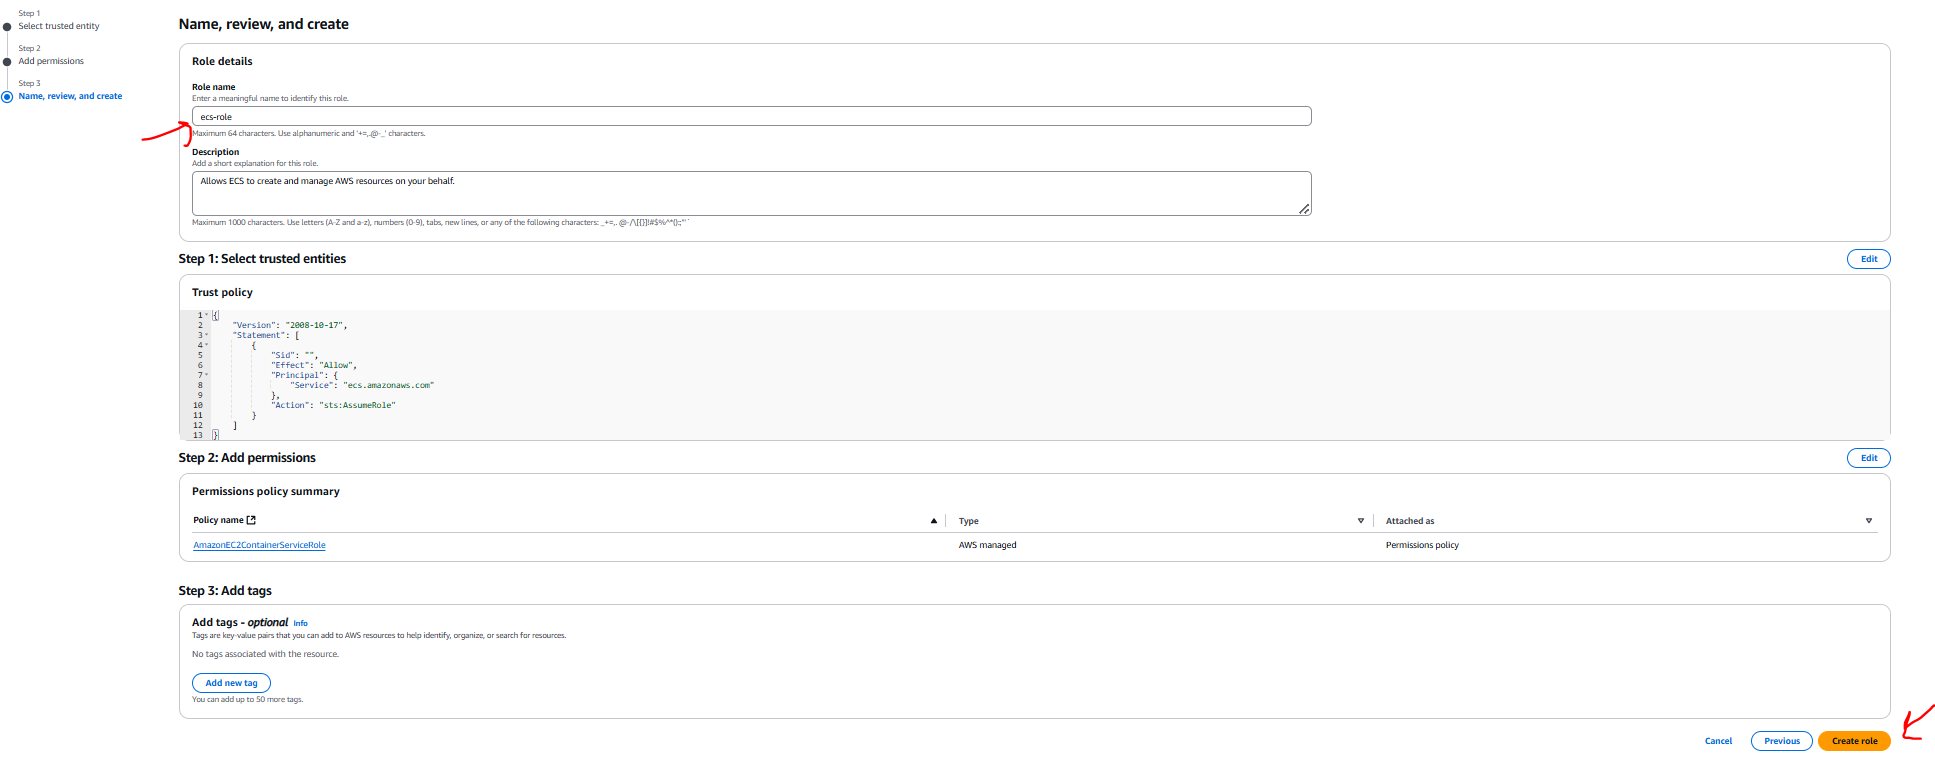 Step 1
Select trusted entity
Step 2
Add permissions
Step 3
Name, review, and create
Name, review, and create
Role details
Role name
Enter a meaningful name to identify this role.
ecs-role
Maximum 64 characters. Use alphanumeric and '+=,.@-_' characters.
Description
Add a short explanation for this role.
Allows ECS to create and manage AWS resources on your behalf.
Maximum 1000 characters. Use letters (A-Z and a-z), numbers (0-9), tabs, new lines, or any of the following characters:
Step 1: Select trusted entities
Edit
Trust policy
1 {
2 "Version": "2008-10-17",
3 "Statement": [
4 {
5 "Sid": "",
6 "Effect": "Allow",
7 "Principal": {
8 "Service": "ecs.amazonaws.com"
9 },
10 "Action": "sts:AssumeRole"
11 }
12 ]
13 }
Step 2: Add permissions
Edit
Permissions policy summary
Policy name Type Attached as
AmazonEC2ContainerServiceRole AWS managed Permissions policy
Step 3: Add tags
Add tags - optional Info
Tags are key-value pairs that you can add to AWS resources to help identify, organize, or search for resources.
No tags associated with the resource.
Add new tag
You can add up to 50 more tags.
Cancel Previous Create role